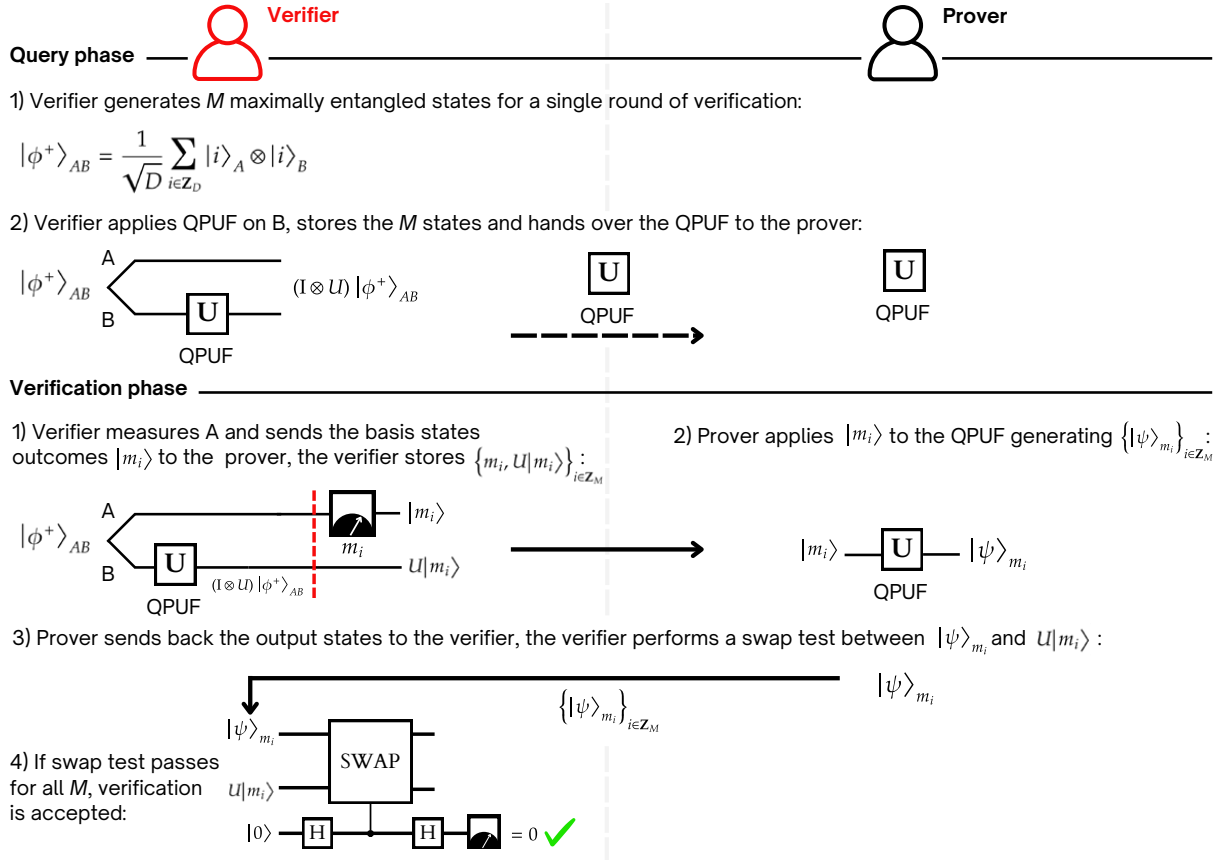 Verifier
Prover
Query phase
1) Verifier generates M maximally entangled states for a single round of verification:
|ϕ⁺⟩_AB = 1/√D ∑_{i∈Z_D} |i⟩_A ⊗ |i⟩_B
2) Verifier applies QPUF on B, stores the M states and hands over the QPUF to the prover:
|ϕ⁺⟩_AB
A
B
U
QPUF
(I ⊗ U) |ϕ⁺⟩_AB
U
QPUF
U
QPUF
Verification phase
1) Verifier measures A and sends the basis states
outcomes |m_i⟩ to the prover, the verifier stores {m_i, U|m_i⟩}_{i∈Z_M} :
2) Prover applies |m_i⟩ to the QPUF generating {|ψ⟩_{m_i}}_{i∈Z_M} :
|ϕ⁺⟩_AB
A
B
U
QPUF
(I ⊗ U) |ϕ⁺⟩_AB
m_i
|m_i⟩
U|m_i⟩
|m_i⟩
U
QPUF
|ψ⟩_{m_i}
3) Prover sends back the output states to the verifier, the verifier performs a swap test between |ψ⟩_{m_i} and U|m_i⟩ :
|ψ⟩_{m_i}
{|ψ⟩_{m_i}}_{i∈Z_M}
4) If swap test passes
for all M, verification
is accepted:
|ψ⟩_{m_i}
U|m_i⟩
SWAP
|0⟩
H
H
= 0